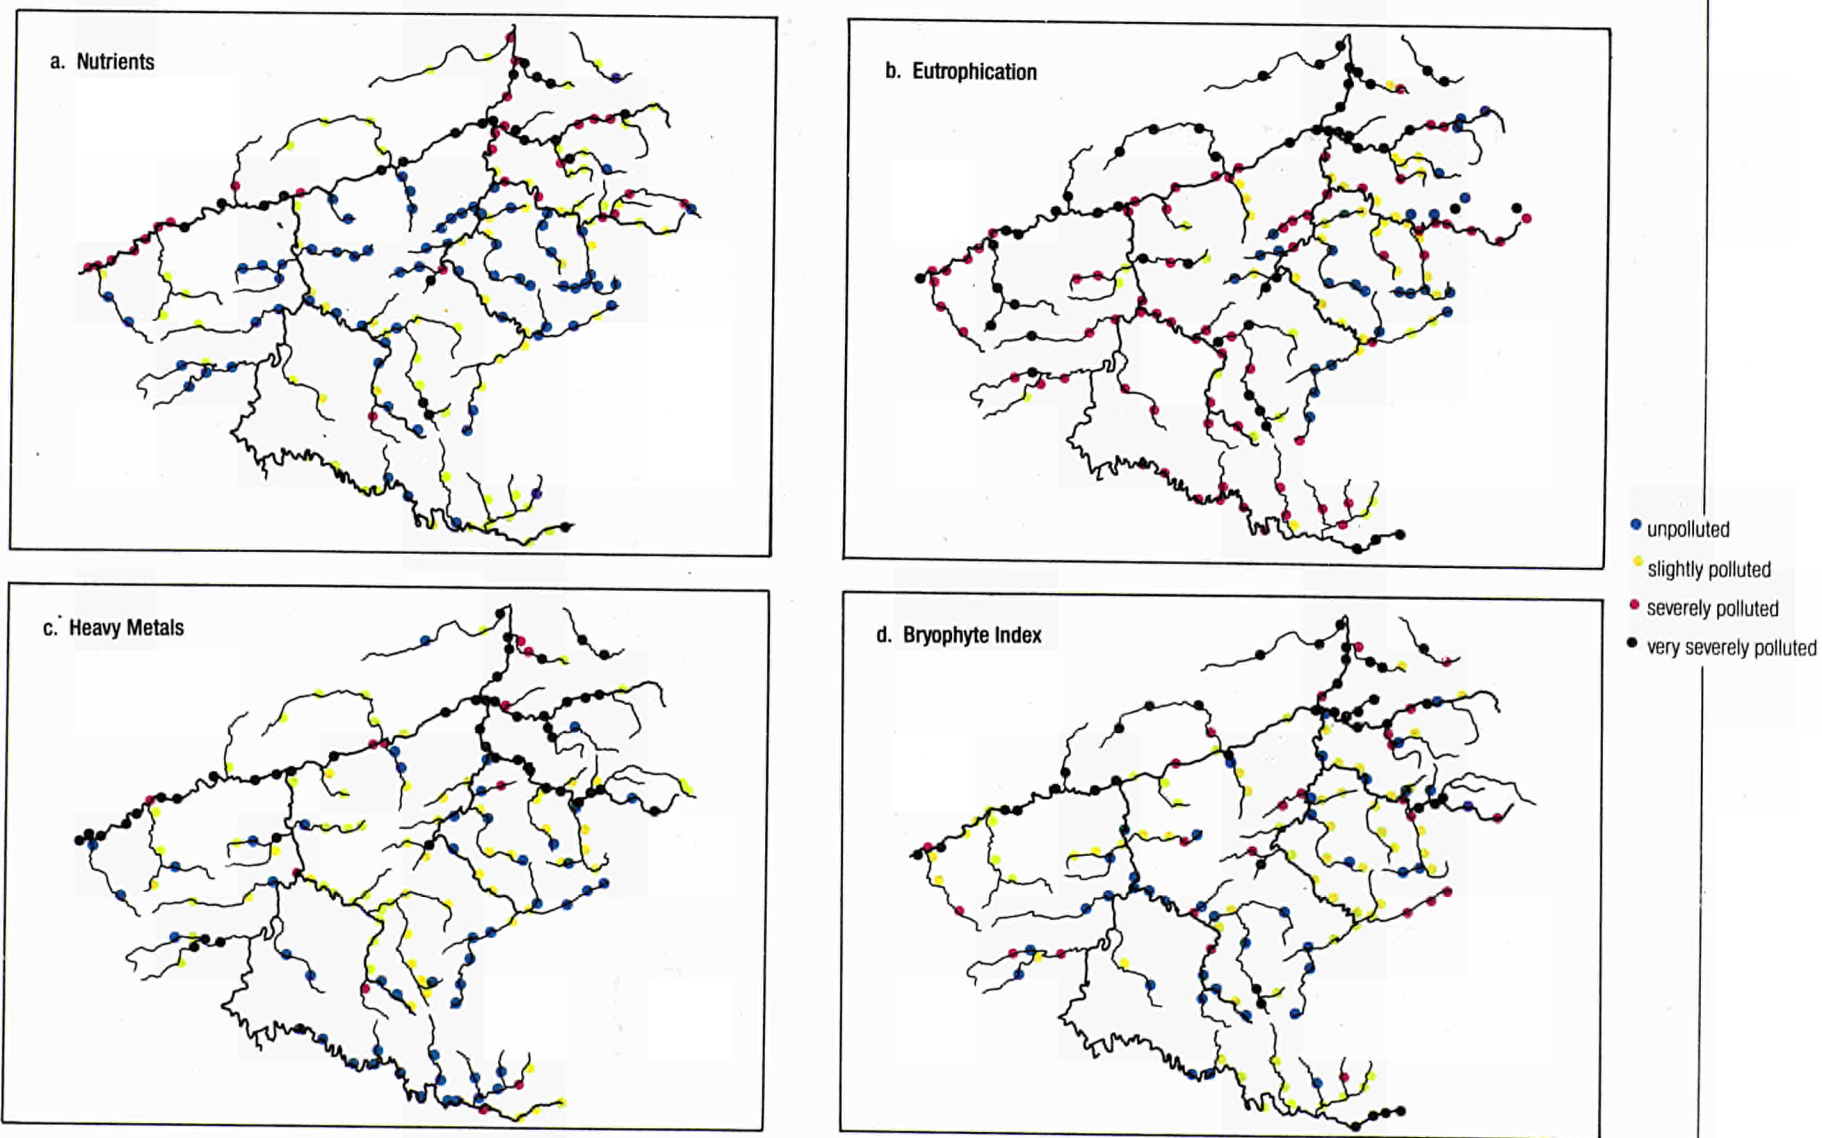 a. Nutrients
b. Eutrophication
c. Heavy Metals
d. Bryophyte Index
unpolluted
slightly polluted
severely polluted
very severely polluted